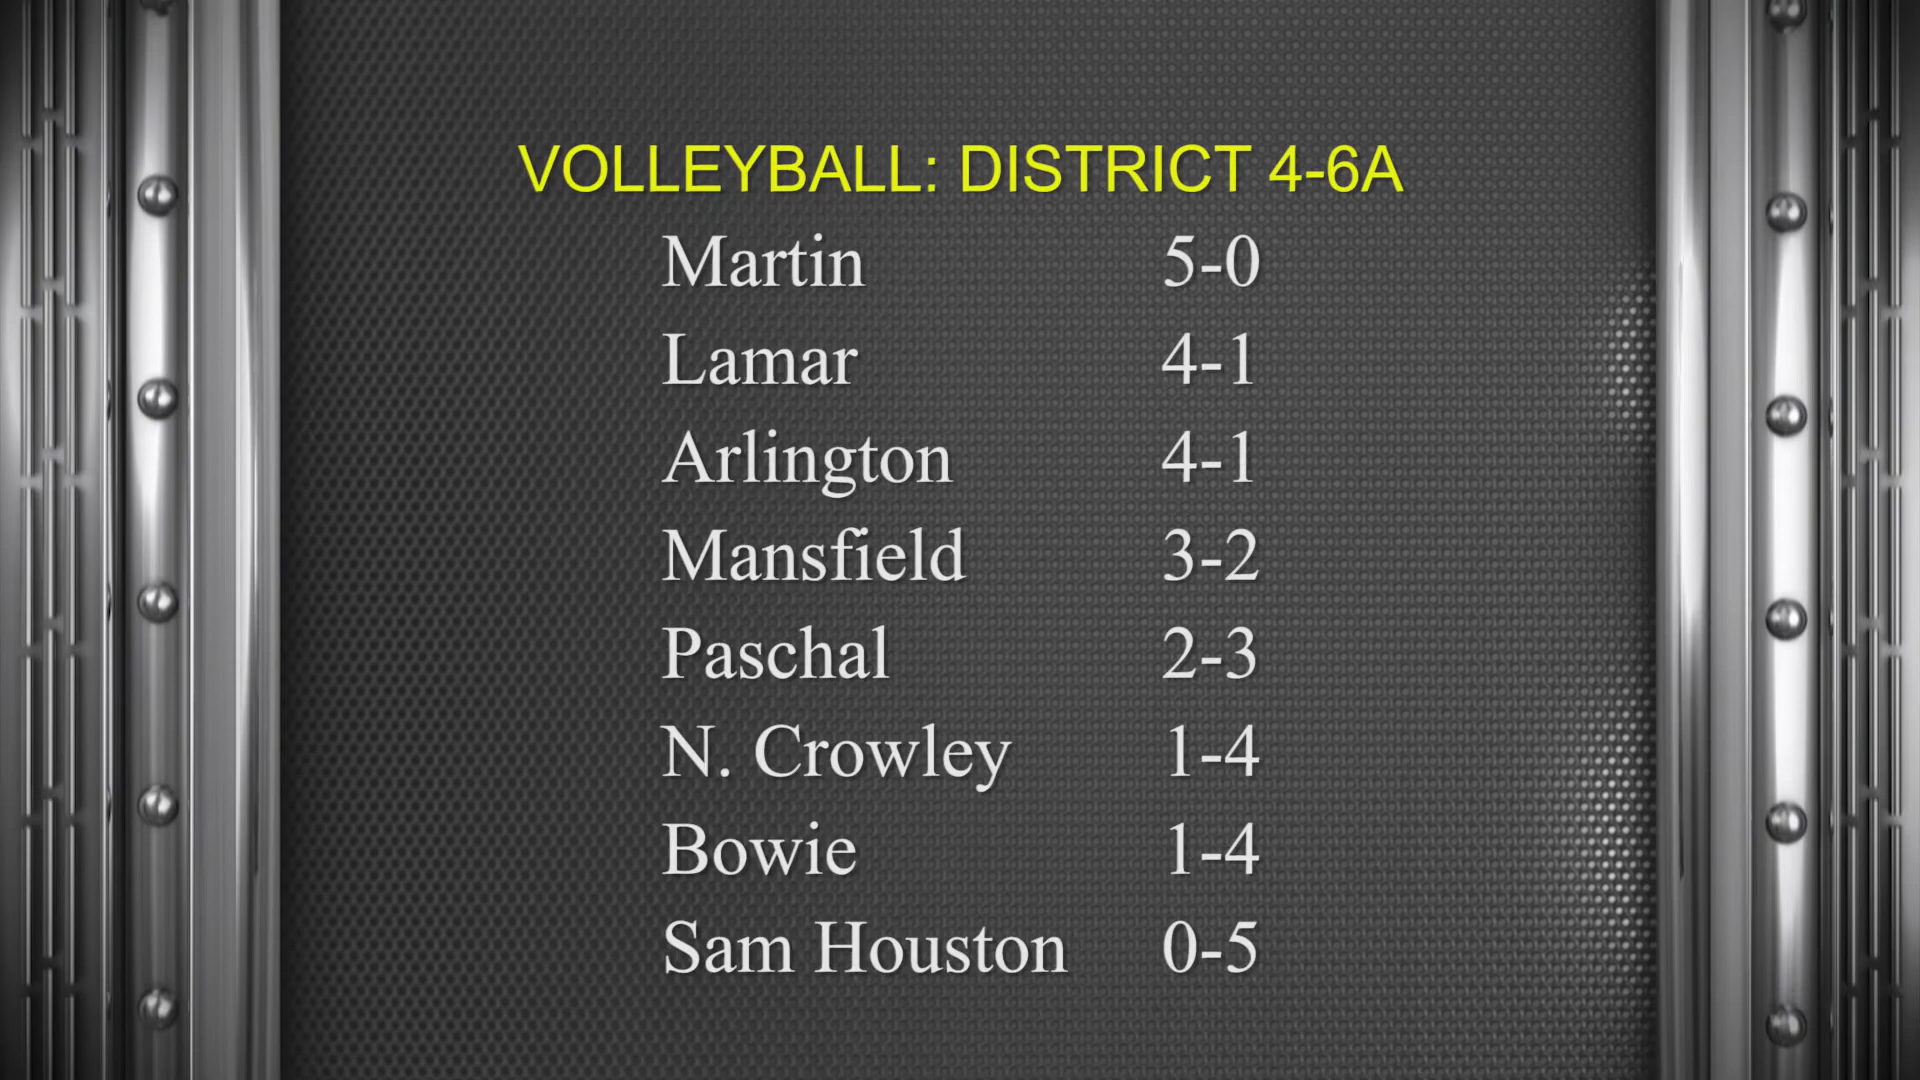 VOLLEYBALL: DISTRICT 4-6A
Martin 5-0
Lamar 4-1
Arlington 4-1
Mansfield 3-2
Paschal 2-3
N. Crowley 1-4
Bowie 1-4
Sam Houston 0-5